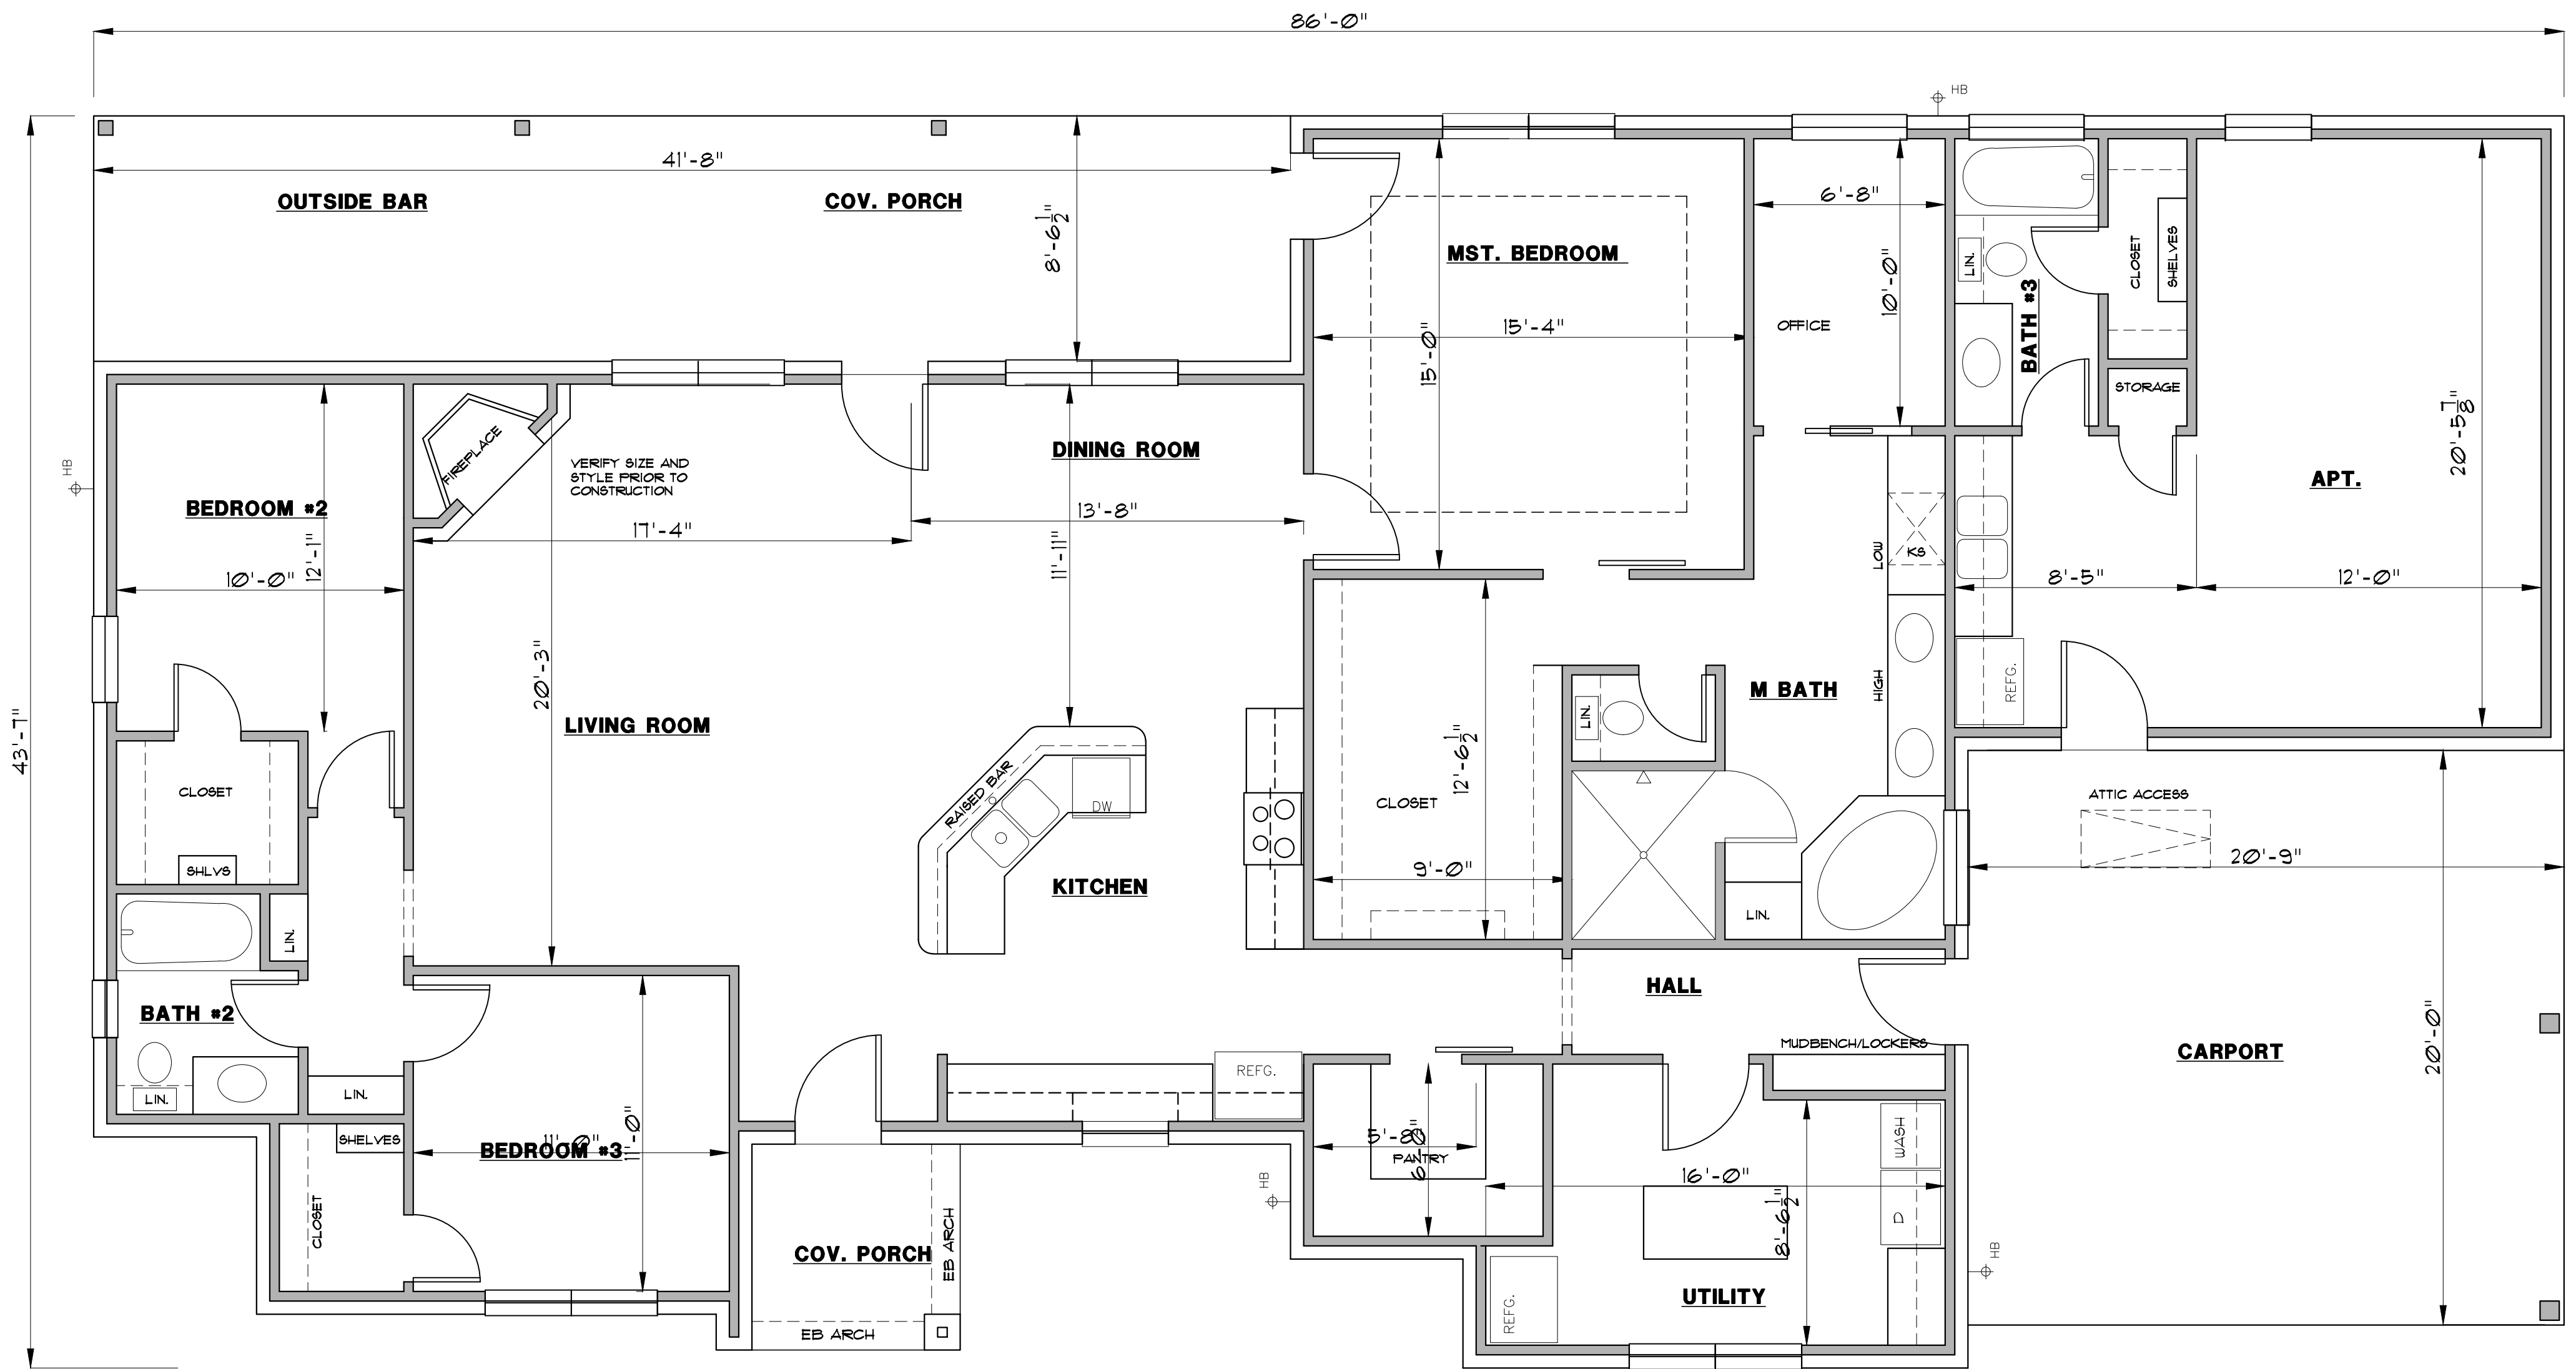 86'-0"
HB
41'-8"
OUTSIDE BAR
COV. PORCH
8'-6 1/2"
MST. BEDROOM
15'-4"
15'-0"
6'-8"
10'-0"
OFFICE
LIN.
BATH #3
CLOSET
SHELVES
STORAGE
APT.
20'-5 7/8"
8'-5"
12'-0"
REFG.
43'-7"
HB
BEDROOM #2
10'-0"
12'-1"
FIREPLACE
VERIFY SIZE AND
STYLE PRIOR TO
CONSTRUCTION
17'-4"
DINING ROOM
13'-8"
11'-11"
20'-3"
LIVING ROOM
RAISED BAR
DW
KITCHEN
CLOSET
12'-6 1/2"
9'-0"
LIN.
M BATH
LOW
KS
HIGH
LIN.
ATTIC ACCESS
20'-9"
CARPORT
20'-0"
CLOSET
SHLVS
LIN.
BATH #2
LIN.
LIN.
SHELVES
11'-0"
BEDROOM #3
11'-0"
CLOSET
COV. PORCH
EB ARCH
EB ARCH
REFG.
HALL
MUDBENCH/LOCKERS
5'-8"
PANTRY
HB
16'-0"
8'-6 1/2"
WASH
D
REFG.
UTILITY
HB